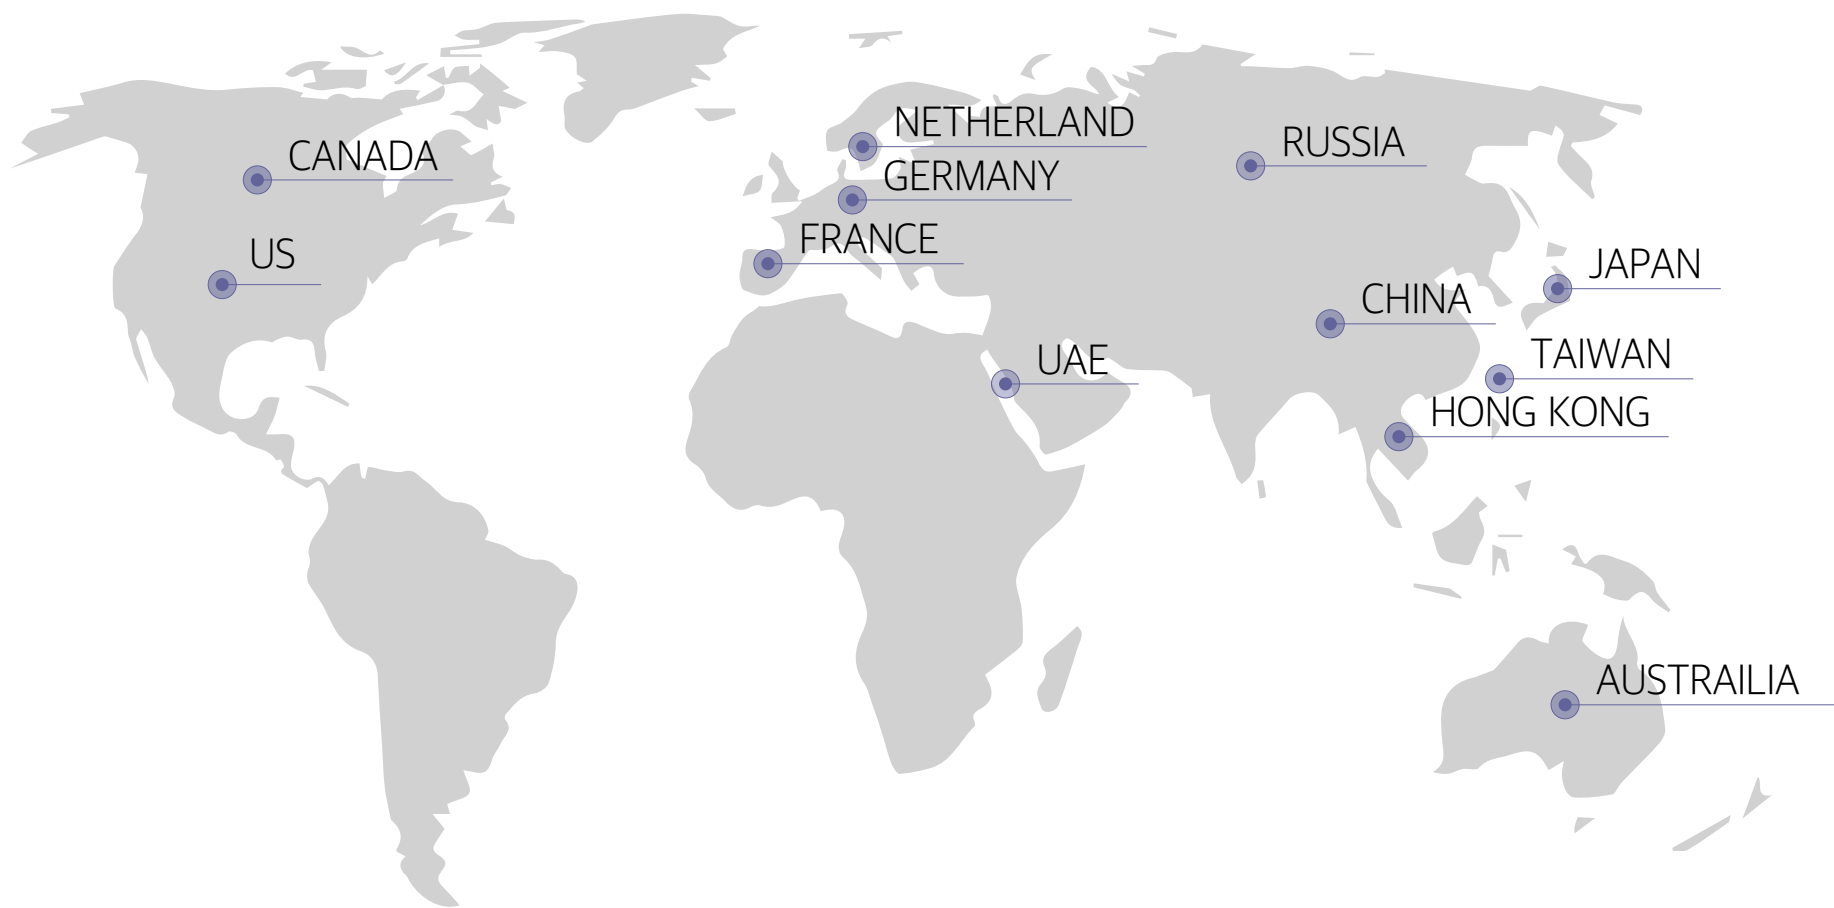 NETHERLAND
RUSSIA
CANADA
GERMANY
FRANCE
US
JAPAN
CHINA
TAIWAN
UAE
HONG KONG
AUSTRAILIA